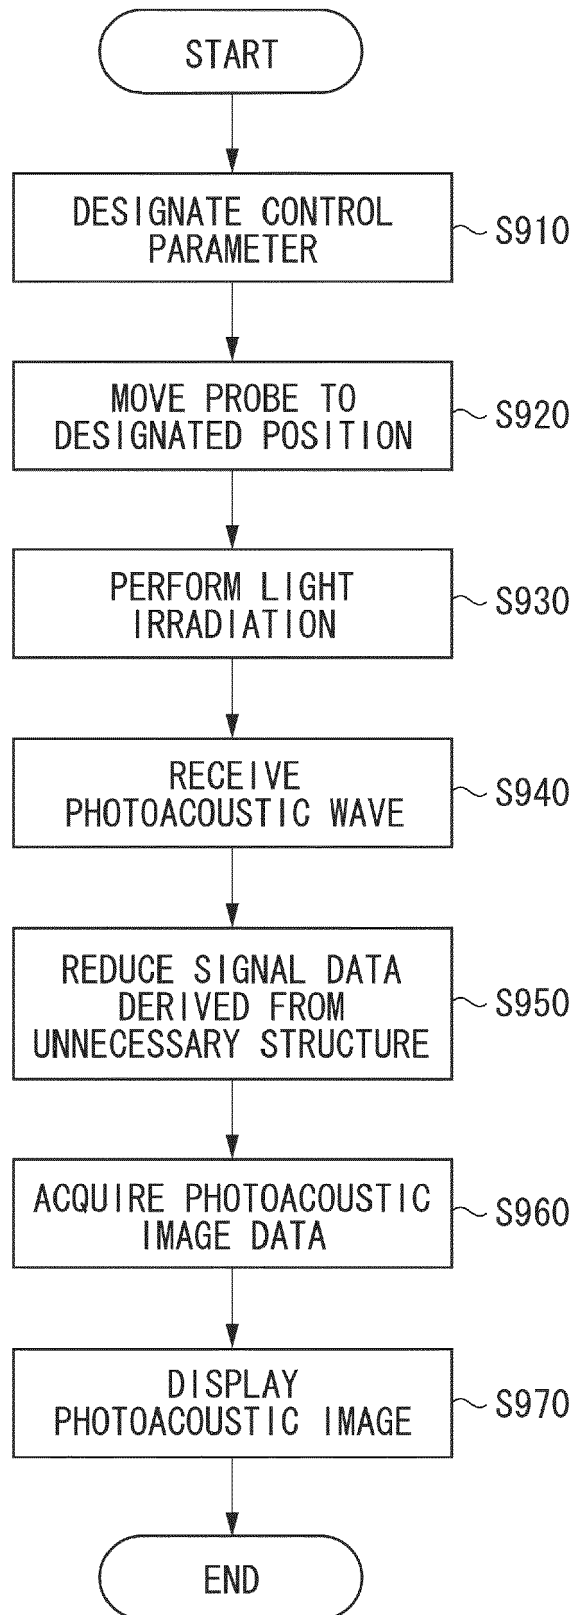 START
DESIGNATE CONTROL
PARAMETER
S910
MOVE PROBE TO
DESIGNATED POSITION
S920
PERFORM LIGHT
IRRADIATION
S930
RECEIVE
PHOTOACOUSTIC WAVE
S940
REDUCE SIGNAL DATA
DERIVED FROM
UNNECESSARY STRUCTURE
S950
ACQUIRE PHOTOACOUSTIC
IMAGE DATA
S960
DISPLAY
PHOTOACOUSTIC IMAGE
S970
END